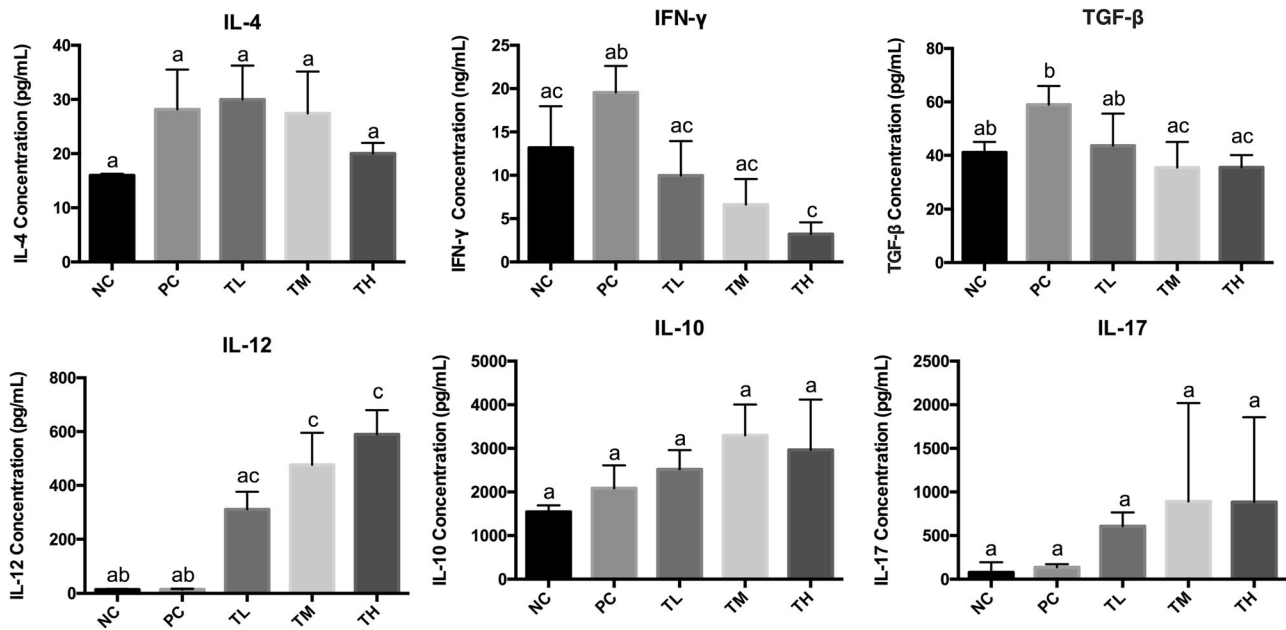 IL-4
IL-4 Concentration (pg/mL)
40
30
20
10
0
a
a
a
a
a
NC
PC
TL
TM
TH
IFN-γ
IFN-γ Concentration (ng/mL)
25
20
15
10
5
0
ac
ab
ac
ac
c
NC
PC
TL
TM
TH
TGF-β
TGF-β Concentration (pg/mL)
80
60
40
20
0
ab
b
ab
ac
ac
NC
PC
TL
TM
TH
IL-12
IL-12 Concentration (pg/mL)
800
600
400
200
0
ab
ab
ac
c
c
NC
PC
TL
TM
TH
IL-10
IL-10 Concentration (pg/mL)
5000
4000
3000
2000
1000
0
a
a
a
a
a
NC
PC
TL
TM
TH
IL-17
IL-17 Concentration (pg/mL)
2500
2000
1500
1000
500
0
a
a
a
a
a
NC
PC
TL
TM
TH